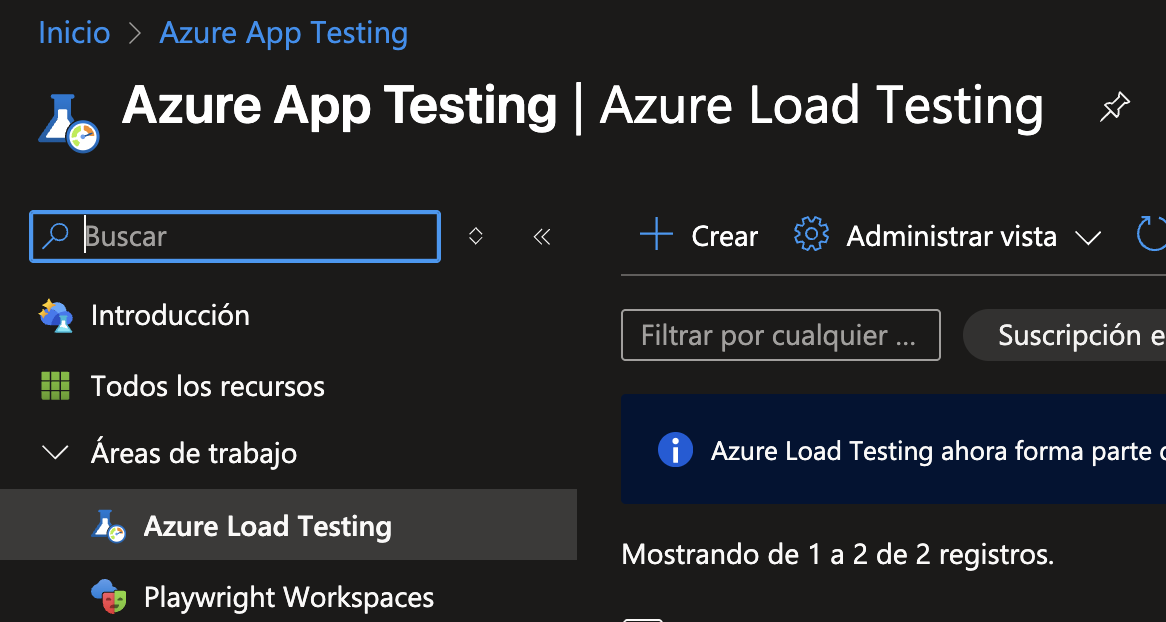 Inicio > Azure App Testing
Azure App Testing | Azure Load Testing
Buscar
Introducción
Todos los recursos
Áreas de trabajo
Azure Load Testing
Playwright Workspaces
Crear
Administrar vista
Filtrar por cualquier ...
Suscripción e
Azure Load Testing ahora forma parte
Mostrando de 1 a 2 de 2 registros.